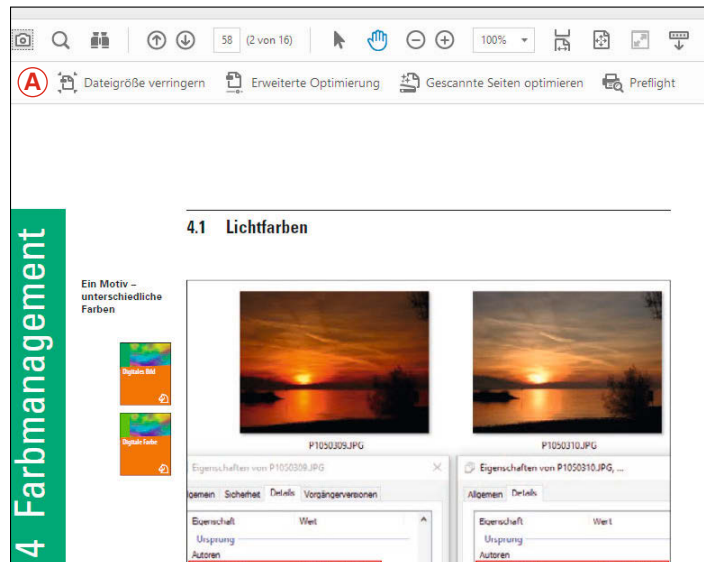 58 (2 von 16) 100%
A Dateigröße verringern Erweiterte Optimierung Gescannte Seiten optimieren Preflight
4 Farbmanagement
4.1 Lichtfarben
Ein Motiv –
unterschiedliche
Farben
Digitales Bild
Digitale Farbe
P1050309.JPG
P1050310.JPG
Eigenschaften von P1050309.JPG
Eigenschaften von P1050310.JPG, ...
lgemein Sicherheit Details Vorgängerversionen
Allgemein Details
Eigenschaft Wert
Eigenschaft Wert
Ursprung
Ursprung
Autoren
Autoren